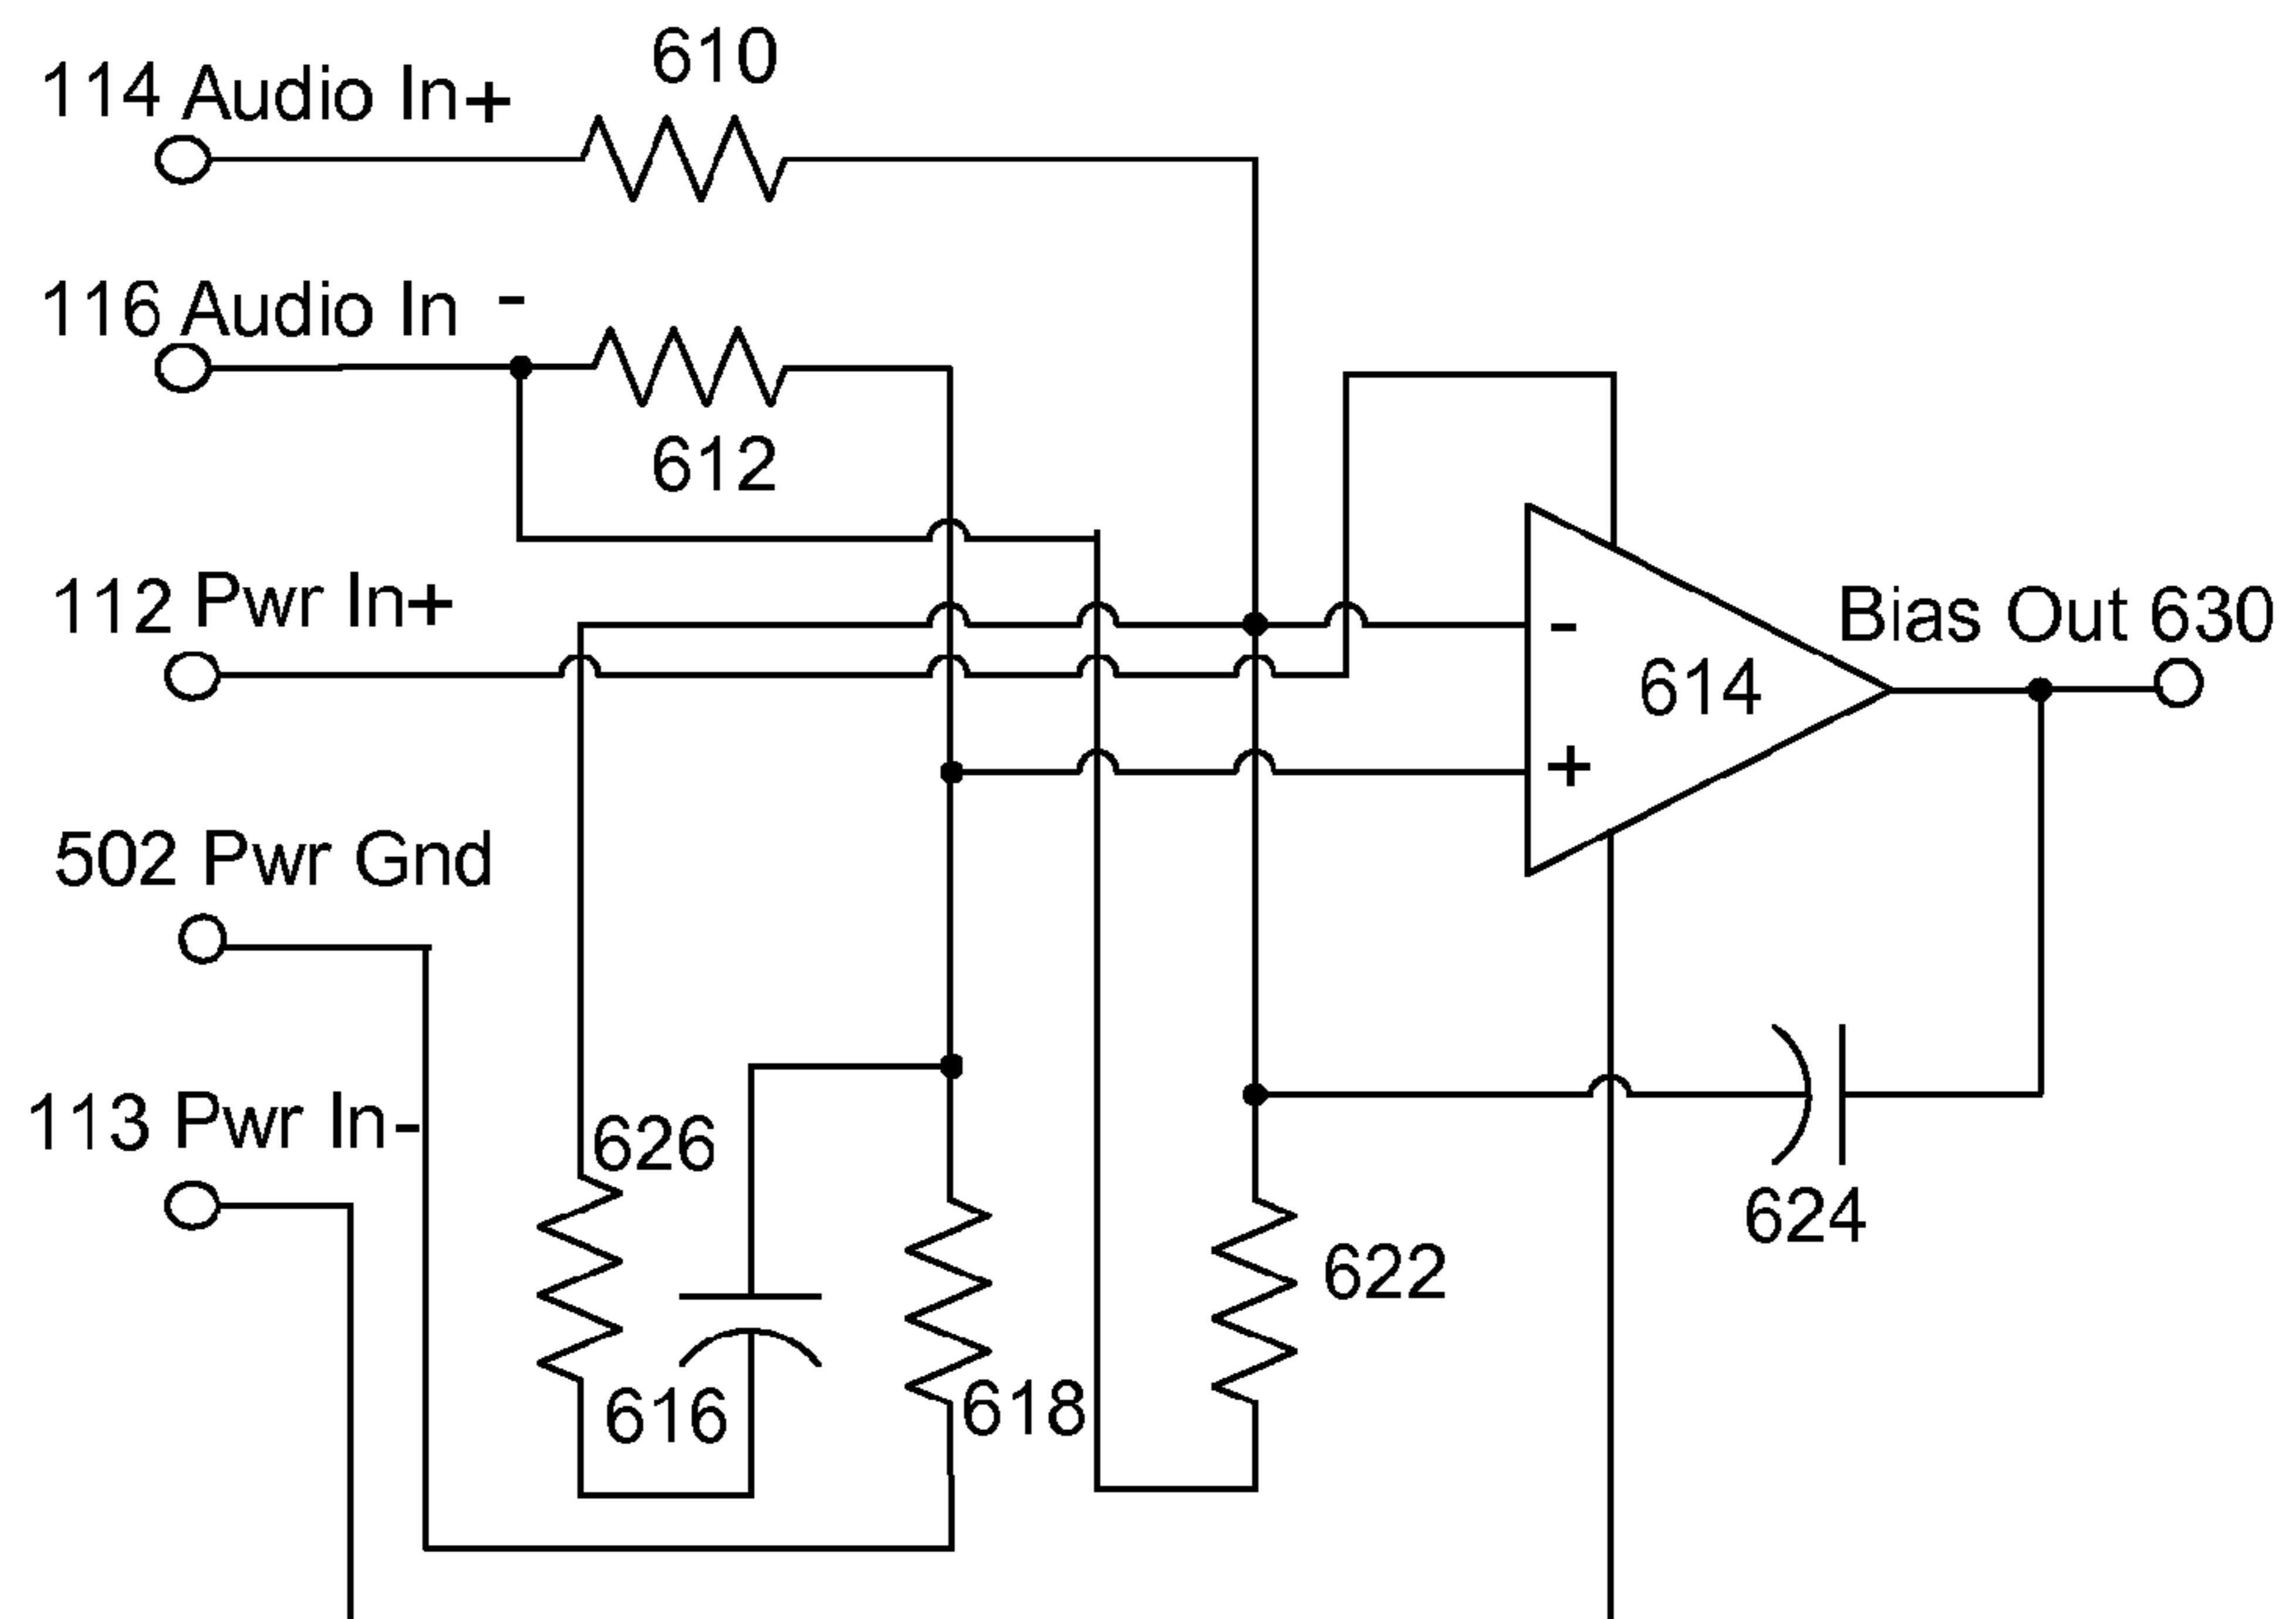 610
114 Audio In+
116 Audio In -
612
112 Pwr In+
Bias Out 630
-
614
+
502 Pwr Gnd
113 Pwr In-
626
624
622
616
618